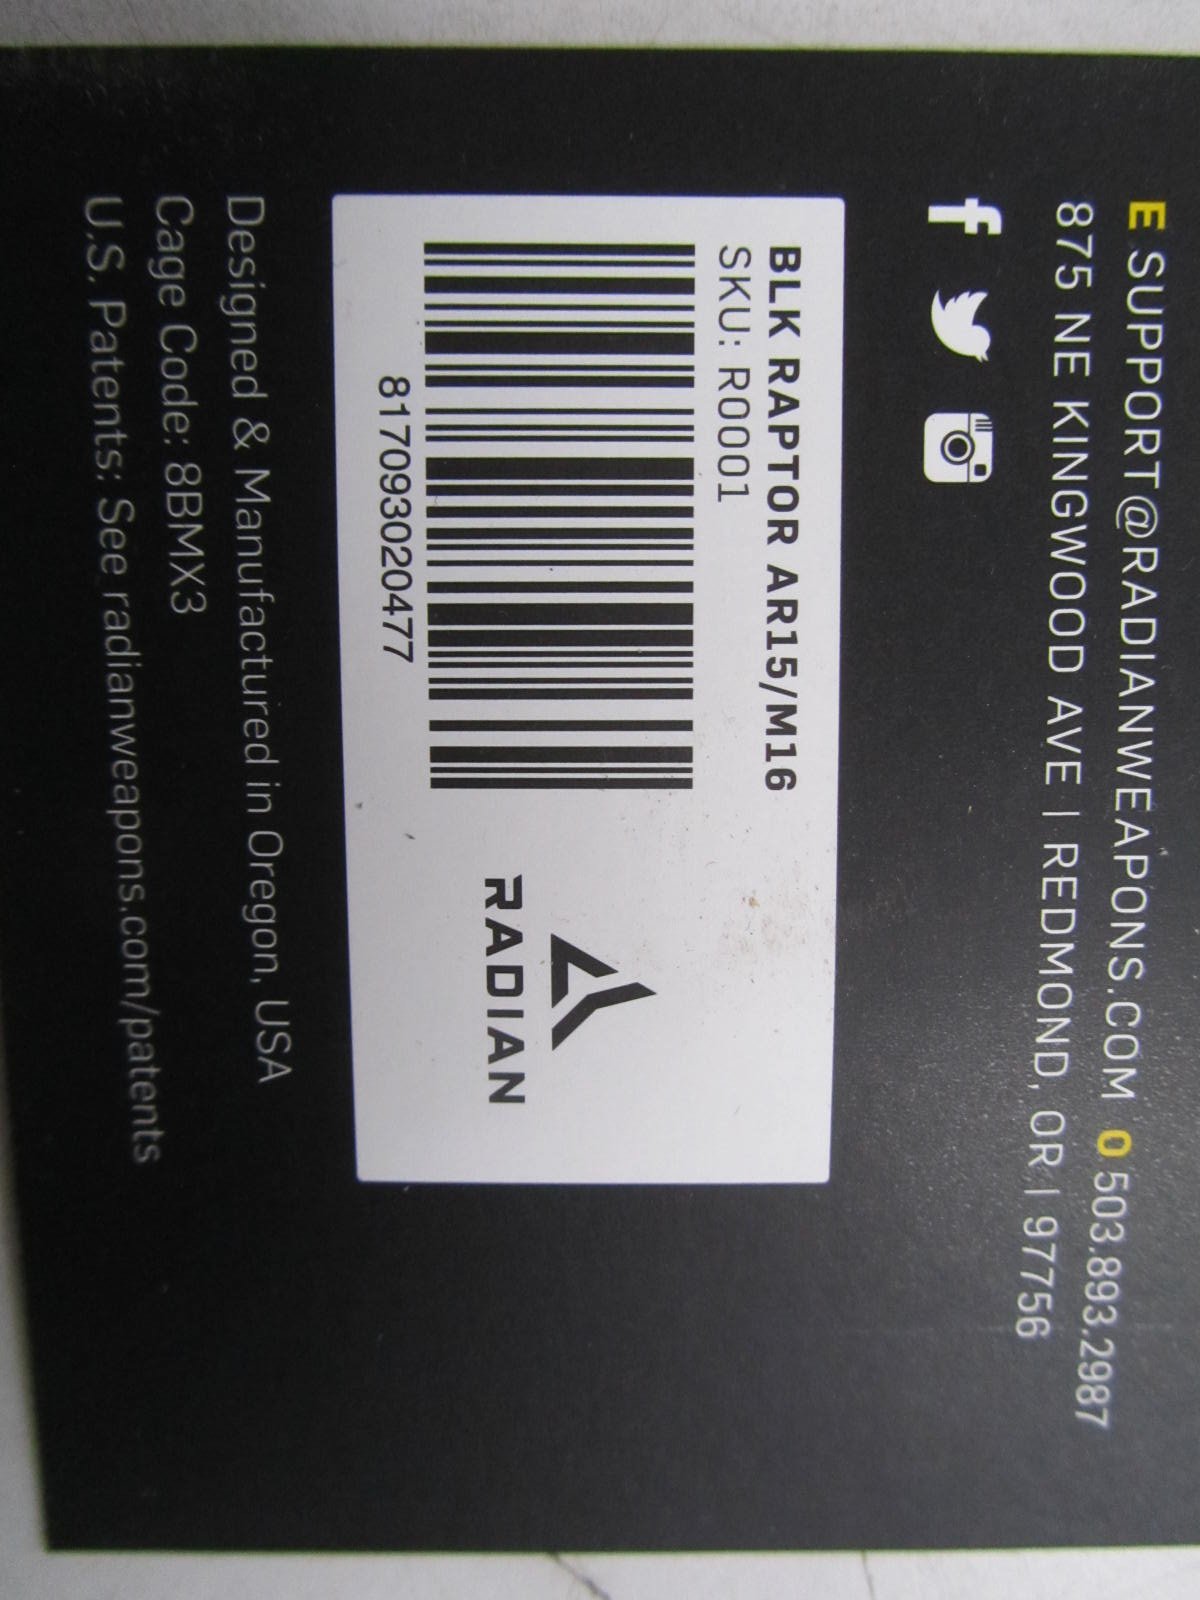 E SUPPORT@RADIANWEAPONS.COM O 503.893.2987
875 NE KINGWOOD AVE | REDMOND, OR | 97756
BLK RAPTOR AR15/M16
SKU: R0001
817093020477
RADIAN
Designed & Manufactured in Oregon, USA
Cage Code: 8BMX3
U.S. Patents: See radianweapons.com/patents